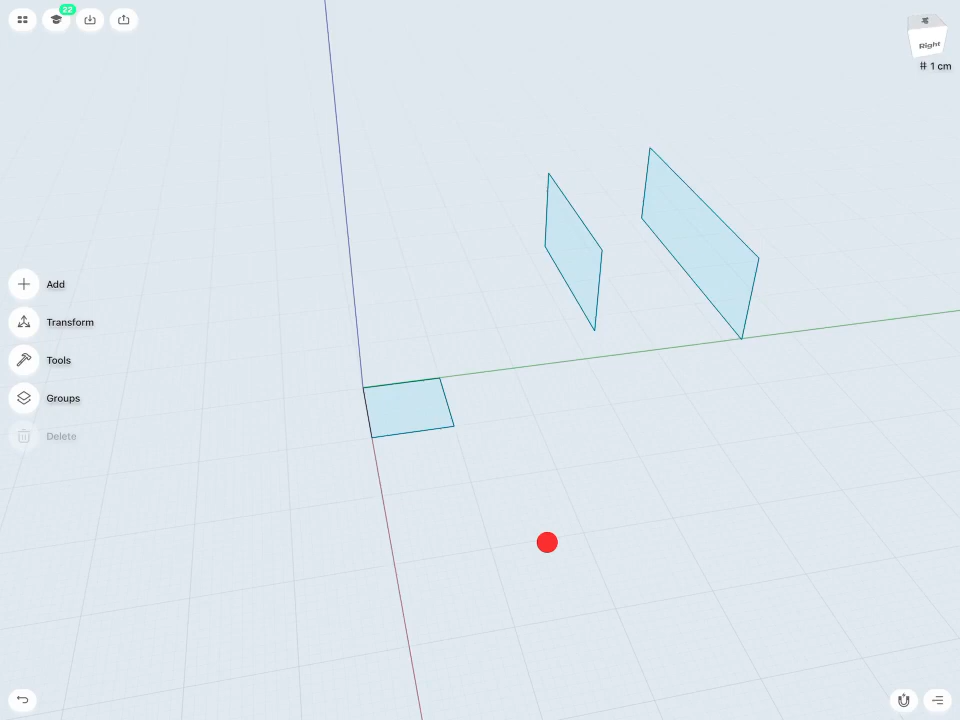 22
Right
# 1 cm
Add
Transform
Tools
Groups
Delete